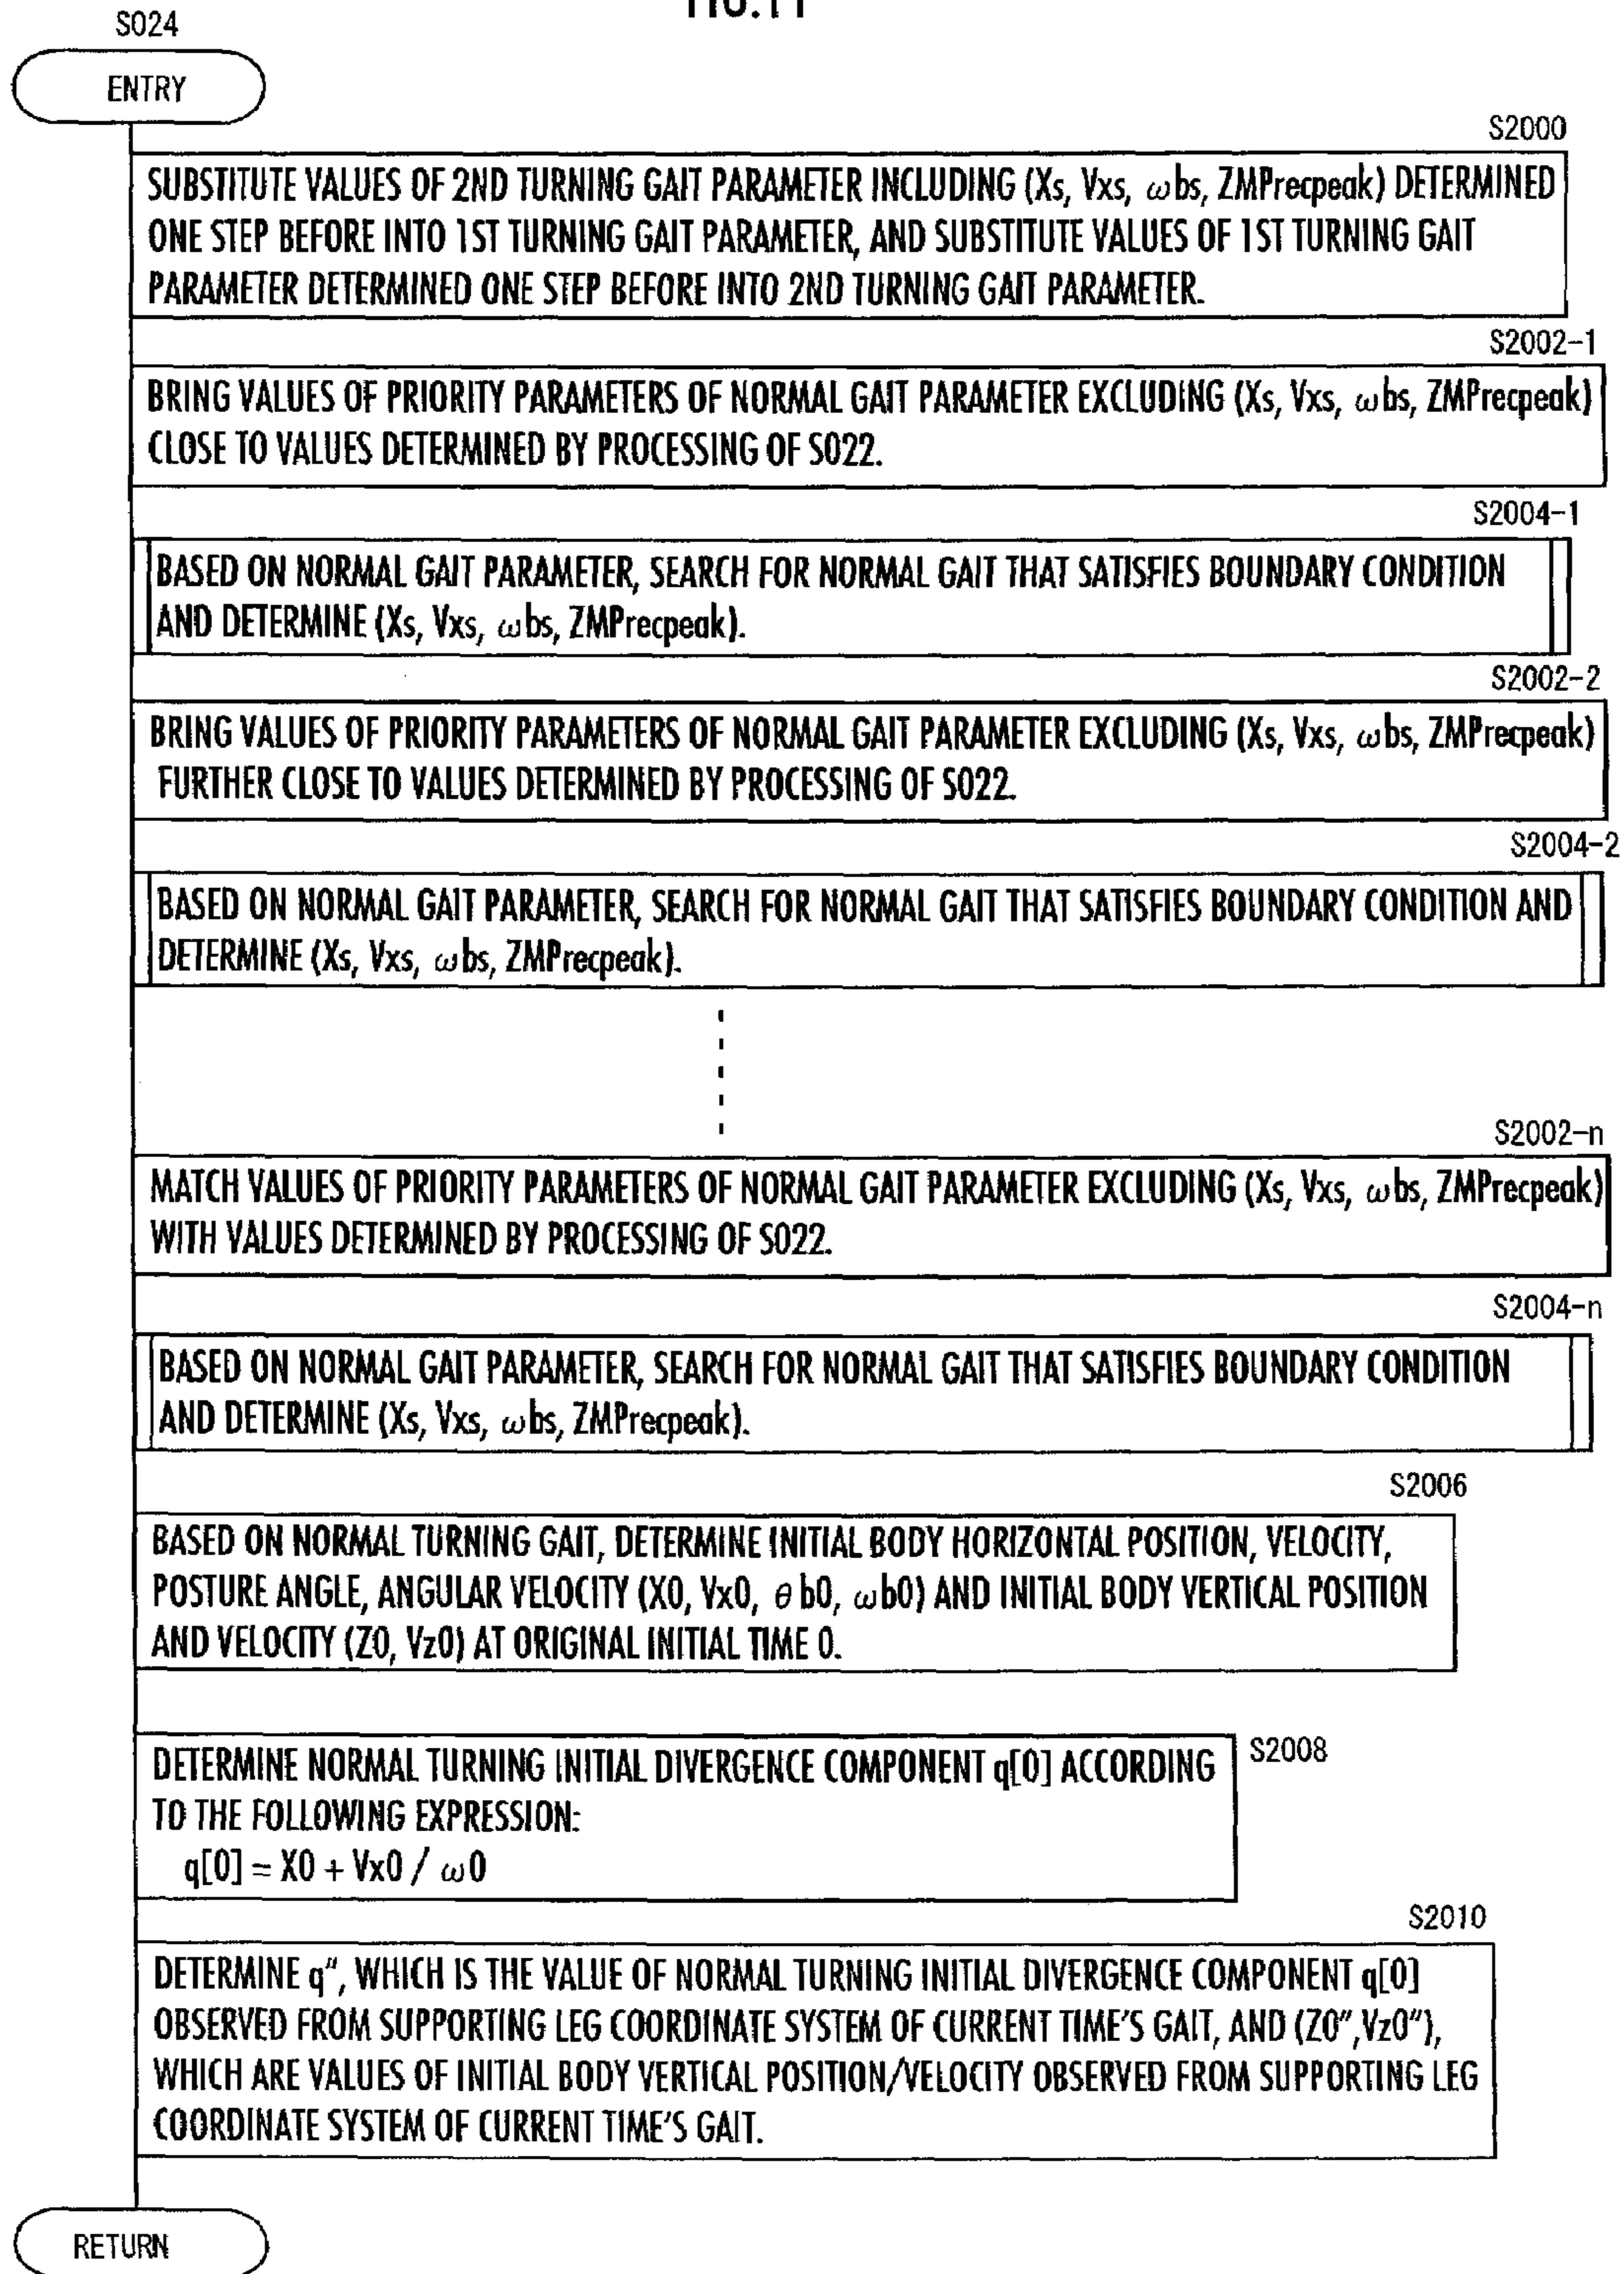 FIG.11
S024
ENTRY
S2000
SUBSTITUTE VALUES OF 2ND TURNING GAIT PARAMETER INCLUDING (Xs, Vxs, ωbs, ZMPrecpeak) DETERMINED
ONE STEP BEFORE INTO 1ST TURNING GAIT PARAMETER, AND SUBSTITUTE VALUES OF 1ST TURNING GAIT
PARAMETER DETERMINED ONE STEP BEFORE INTO 2ND TURNING GAIT PARAMETER.
S2002-1
BRING VALUES OF PRIORITY PARAMETERS OF NORMAL GAIT PARAMETER EXCLUDING (Xs, Vxs, ωbs, ZMPrecpeak)
CLOSE TO VALUES DETERMINED BY PROCESSING OF S022.
S2004-1
BASED ON NORMAL GAIT PARAMETER, SEARCH FOR NORMAL GAIT THAT SATISFIES BOUNDARY CONDITION
AND DETERMINE (Xs, Vxs, ωbs, ZMPrecpeak).
S2002-2
BRING VALUES OF PRIORITY PARAMETERS OF NORMAL GAIT PARAMETER EXCLUDING (Xs, Vxs, ωbs, ZMPrecpeak)
FURTHER CLOSE TO VALUES DETERMINED BY PROCESSING OF S022.
S2004-2
BASED ON NORMAL GAIT PARAMETER, SEARCH FOR NORMAL GAIT THAT SATISFIES BOUNDARY CONDITION AND
DETERMINE (Xs, Vxs, ωbs, ZMPrecpeak).
S2002-n
MATCH VALUES OF PRIORITY PARAMETERS OF NORMAL GAIT PARAMETER EXCLUDING (Xs, Vxs, ωbs, ZMPrecpeak)
WITH VALUES DETERMINED BY PROCESSING OF S022.
S2004-n
BASED ON NORMAL GAIT PARAMETER, SEARCH FOR NORMAL GAIT THAT SATISFIES BOUNDARY CONDITION
AND DETERMINE (Xs, Vxs, ωbs, ZMPrecpeak).
S2006
BASED ON NORMAL TURNING GAIT, DETERMINE INITIAL BODY HORIZONTAL POSITION, VELOCITY,
POSTURE ANGLE, ANGULAR VELOCITY (X0, Vx0, θb0, ωb0) AND INITIAL BODY VERTICAL POSITION
AND VELOCITY (Z0, Vz0) AT ORIGINAL INITIAL TIME 0.
S2008
DETERMINE NORMAL TURNING INITIAL DIVERGENCE COMPONENT q[0] ACCORDING
TO THE FOLLOWING EXPRESSION:
q[0] = X0 + Vx0 / ω0
S2010
DETERMINE q", WHICH IS THE VALUE OF NORMAL TURNING INITIAL DIVERGENCE COMPONENT q[0]
OBSERVED FROM SUPPORTING LEG COORDINATE SYSTEM OF CURRENT TIME'S GAIT, AND (Z0",Vz0"),
WHICH ARE VALUES OF INITIAL BODY VERTICAL POSITION/VELOCITY OBSERVED FROM SUPPORTING LEG
COORDINATE SYSTEM OF CURRENT TIME'S GAIT.
RETURN